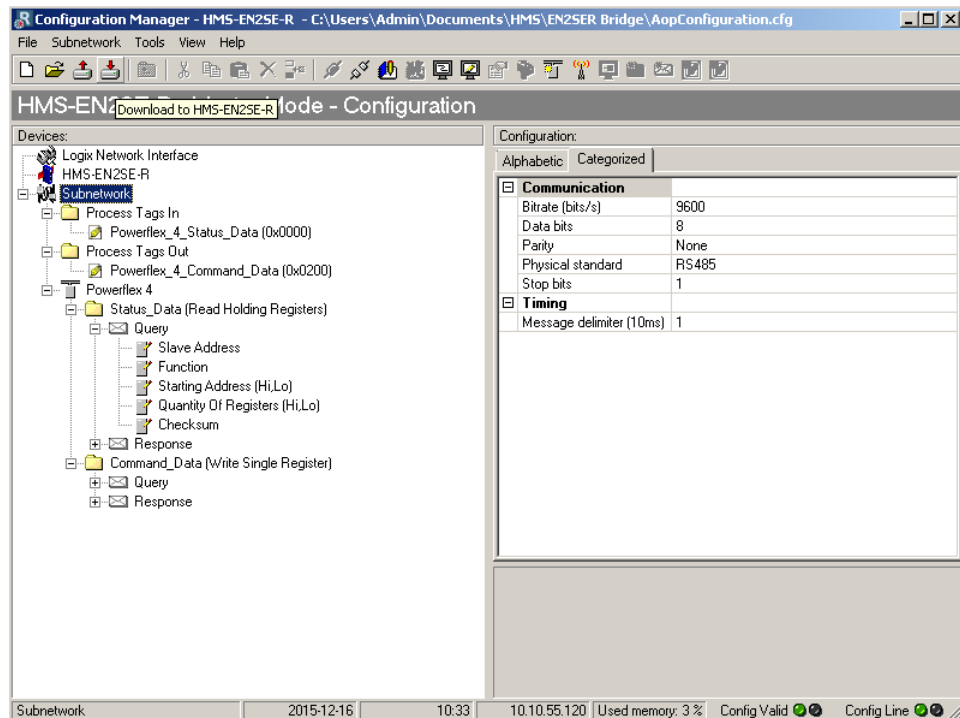 Configuration Manager - HMS-EN2SE-R - C:\Users\Admin\Documents\HMS\EN2SER Bridge\AopConfiguration.cfg
File Subnetwork Tools View Help
HMS-EN2 Mode - Configuration
Download to HMS-EN2SE-R
Devices:
Logix Network Interface
HMS-EN2SE-R
Subnetwork
Process Tags In
Powerflex_4_Status_Data (0x0000)
Process Tags Out
Powerflex_4_Command_Data (0x0200)
Powerflex 4
Status_Data (Read Holding Registers)
Query
Slave Address
Function
Starting Address (Hi,Lo)
Quantity Of Registers (Hi,Lo)
Checksum
Response
Command_Data (Write Single Register)
Query
Response
Configuration:
Alphabetic Categorized
Communication
Bitrate (bits/s) 9600
Data bits 8
Parity None
Physical standard RS485
Stop bits 1
Timing
Message delimiter (10ms) 1
Subnetwork 2015-12-16 10:33 10.10.55.120 Used memory: 3 % Config Valid Config Line